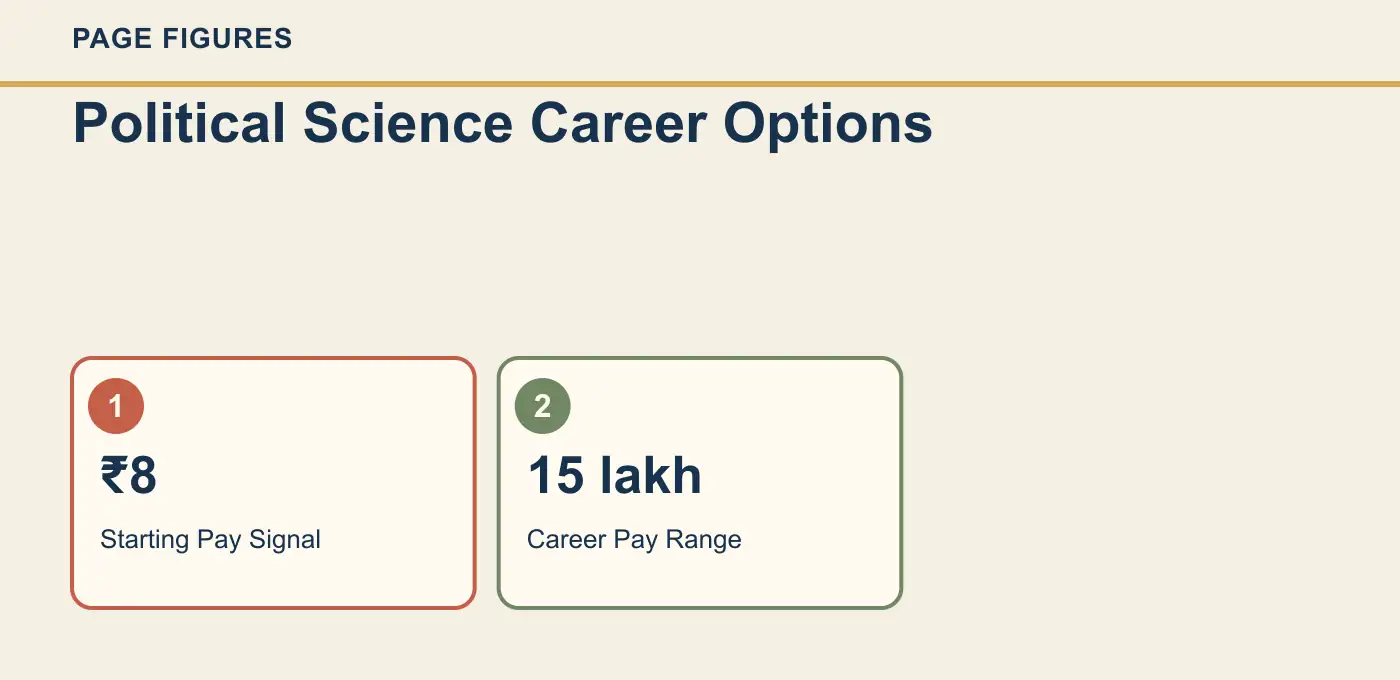 PAGE FIGURES
Political Science Career Options
1
₹8
Starting Pay Signal
2
15 lakh
Career Pay Range